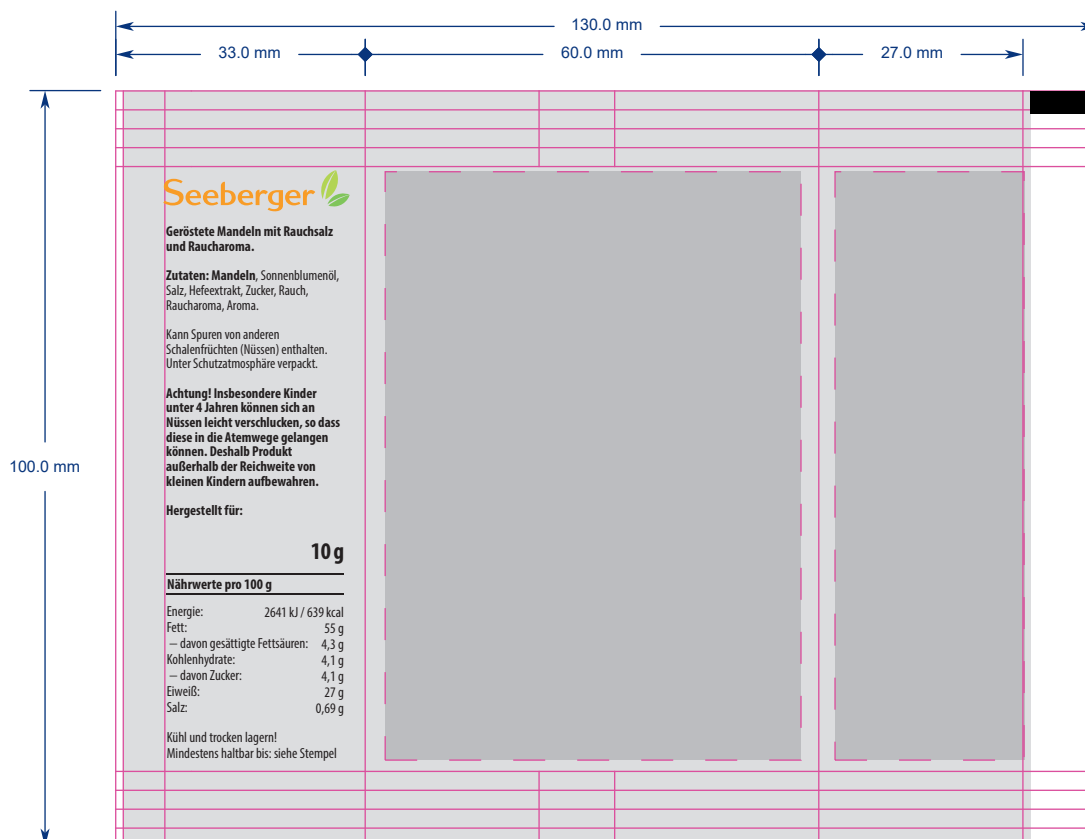 130.0 mm
33.0 mm
60.0 mm
27.0 mm
100.0 mm
Seeberger
Geröstete Mandeln mit Rauchsalz
und Raucharoma.
Zutaten: Mandeln, Sonnenblumenöl,
Salz, Hefeextrakt, Zucker, Rauch,
Raucharoma, Aroma.
Kann Spuren von anderen
Schalenfrüchten (Nüssen) enthalten.
Unter Schutzatmosphäre verpackt.
Achtung! Insbesondere Kinder
unter 4 Jahren können sich an
Nüssen leicht verschlucken, so dass
diese in die Atemwege gelangen
können. Deshalb Produkt
außerhalb der Reichweite von
kleinen Kindern aufbewahren.
Hergestellt für:
10 g
Nährwerte pro 100 g
Energie: 2641 kJ / 639 kcal
Fett: 55 g
– davon gesättigte Fettsäuren: 4,3 g
Kohlenhydrate: 4,1 g
– davon Zucker: 4,1 g
Eiweiß: 27 g
Salz: 0,69 g
Kühl und trocken lagern!
Mindestens haltbar bis: siehe Stempel